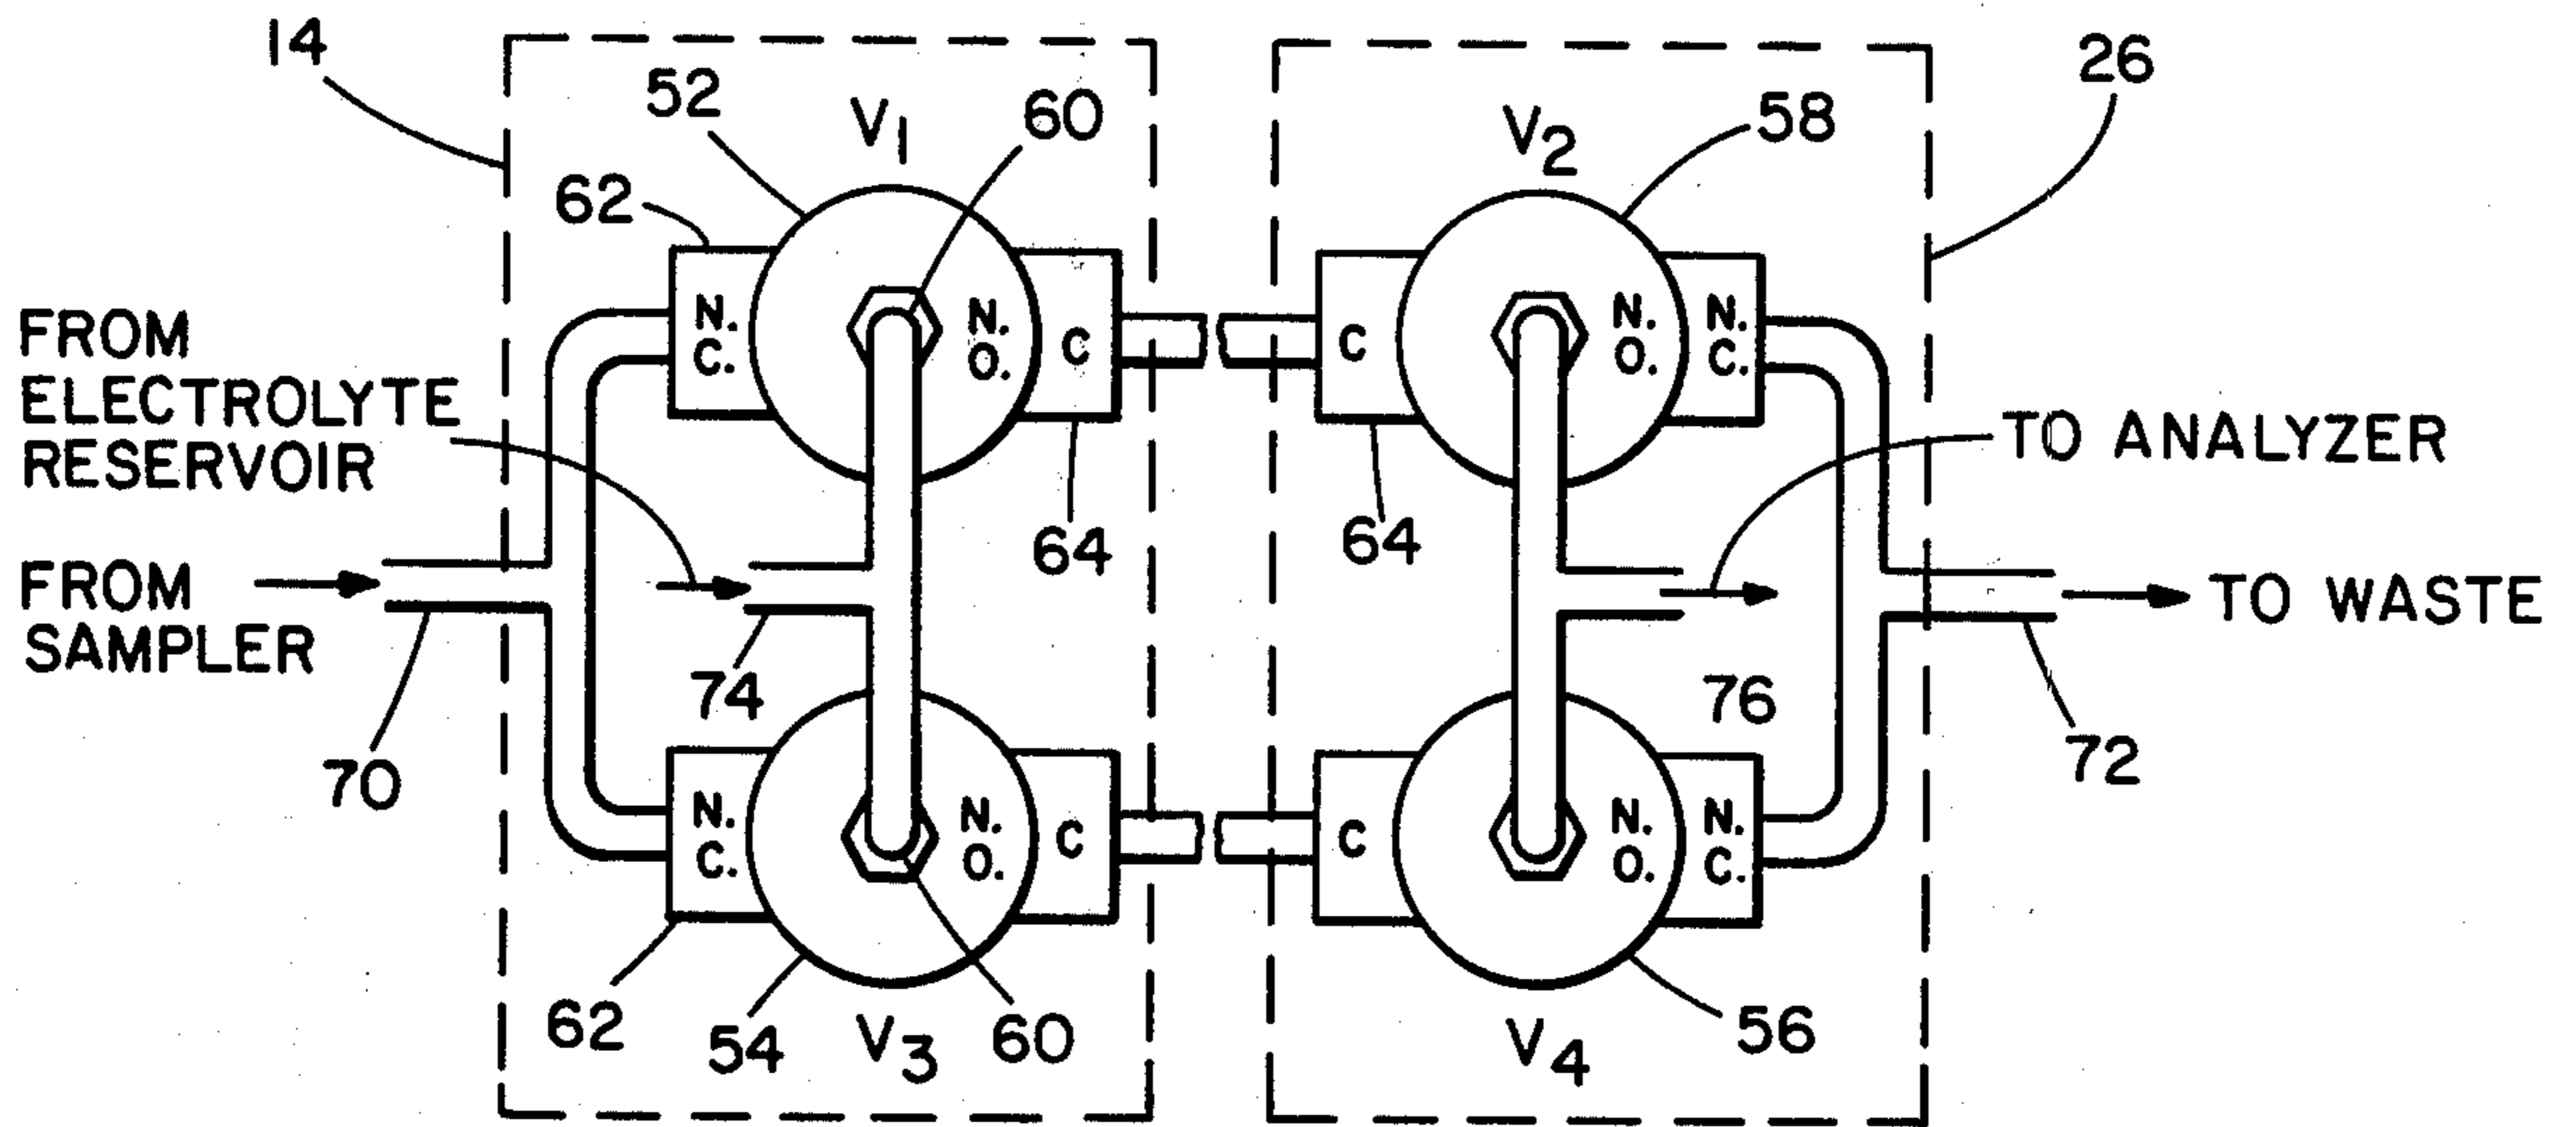 14
26
52
V1
60
V2
58
62
N.
C.
N.
O.
C
C
N.
O.
N.
C.
FROM
ELECTROLYTE
RESERVOIR
TO ANALYZER
64
64
FROM
SAMPLER
TO WASTE
74
76
70
72
N.
C.
N.
O.
C
C
N.
O.
N.
C.
62
54
V3
60
V4
56